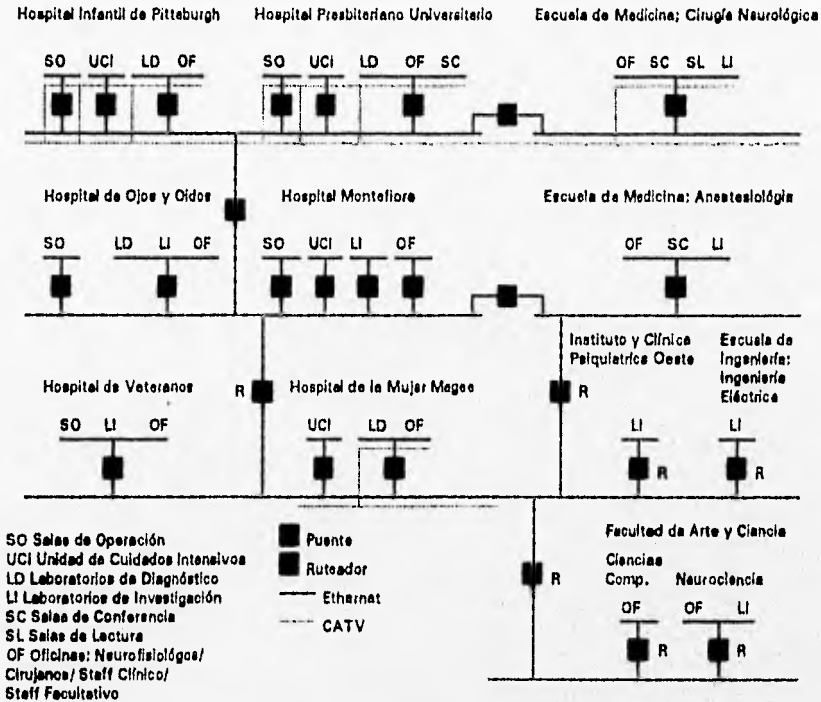 Hospital Infantil de Pittsburgh
Hospital Presbiteriano Universitario
Escuela de Medicina; Cirugía Neurológica
SO UCI LD OF
SO UCI LD OF SC
OF SC SL LI
Hospital de Ojos y Oidos
Hospital Montefiore
Escuela de Medicina: Anestesiológia
SO LD LI OF
SO UCI LI OF
OF SC LI
Instituto y Clínica
Psiquiatrica Oeste
Escuela de
Ingeniería:
Ingeniería
Eléctrica
Hospital de Veteranos
R
Hospital de la Mujer Magee
R
SO LI OF
UCI LD OF
LI
LI
R
R
SO Salas de Operación
UCI Unidad de Cuidados Intensivos
LD Laboratorios de Diagnóstico
LI Laboratorios de Investigación
SC Salas de Conferencia
SL Salas de Lectura
OF Oficinas: Neurofisiológos/
Cirujanos/ Staff Clínico/
Staff Facultativo
Puente
Ruteador
Ethernet
CATV
R
Facultad de Arte y Ciencia
Ciencias
Comp.
Neurociencia
OF
OF LI
R
R